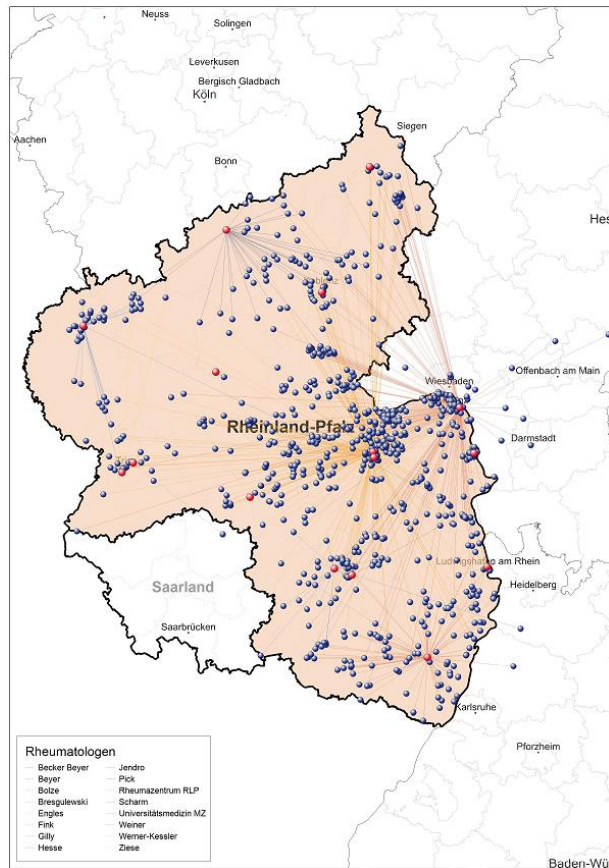 Neuss
Solingen
Leverkusen
Bergisch Gladbach
Köln
Siegen
Aachen
Bonn
Hes
Wiesbaden
Offenbach am Main
Rheinland-Pfalz
Darmstadt
Ludwigshafen am Rhein
Saarland
Heidelberg
Saarbrücken
Karlsruhe
Pforzheim
Baden-Wü
Rheumatologen
Becker Beyer
Beyer
Bolze
Bresgulewski
Engles
Fink
Gilly
Hesse
Jendro
Pick
Rheumazentrum RLP
Scharm
Universitätsmedizin MZ
Weiner
Werner-Kessler
Ziese